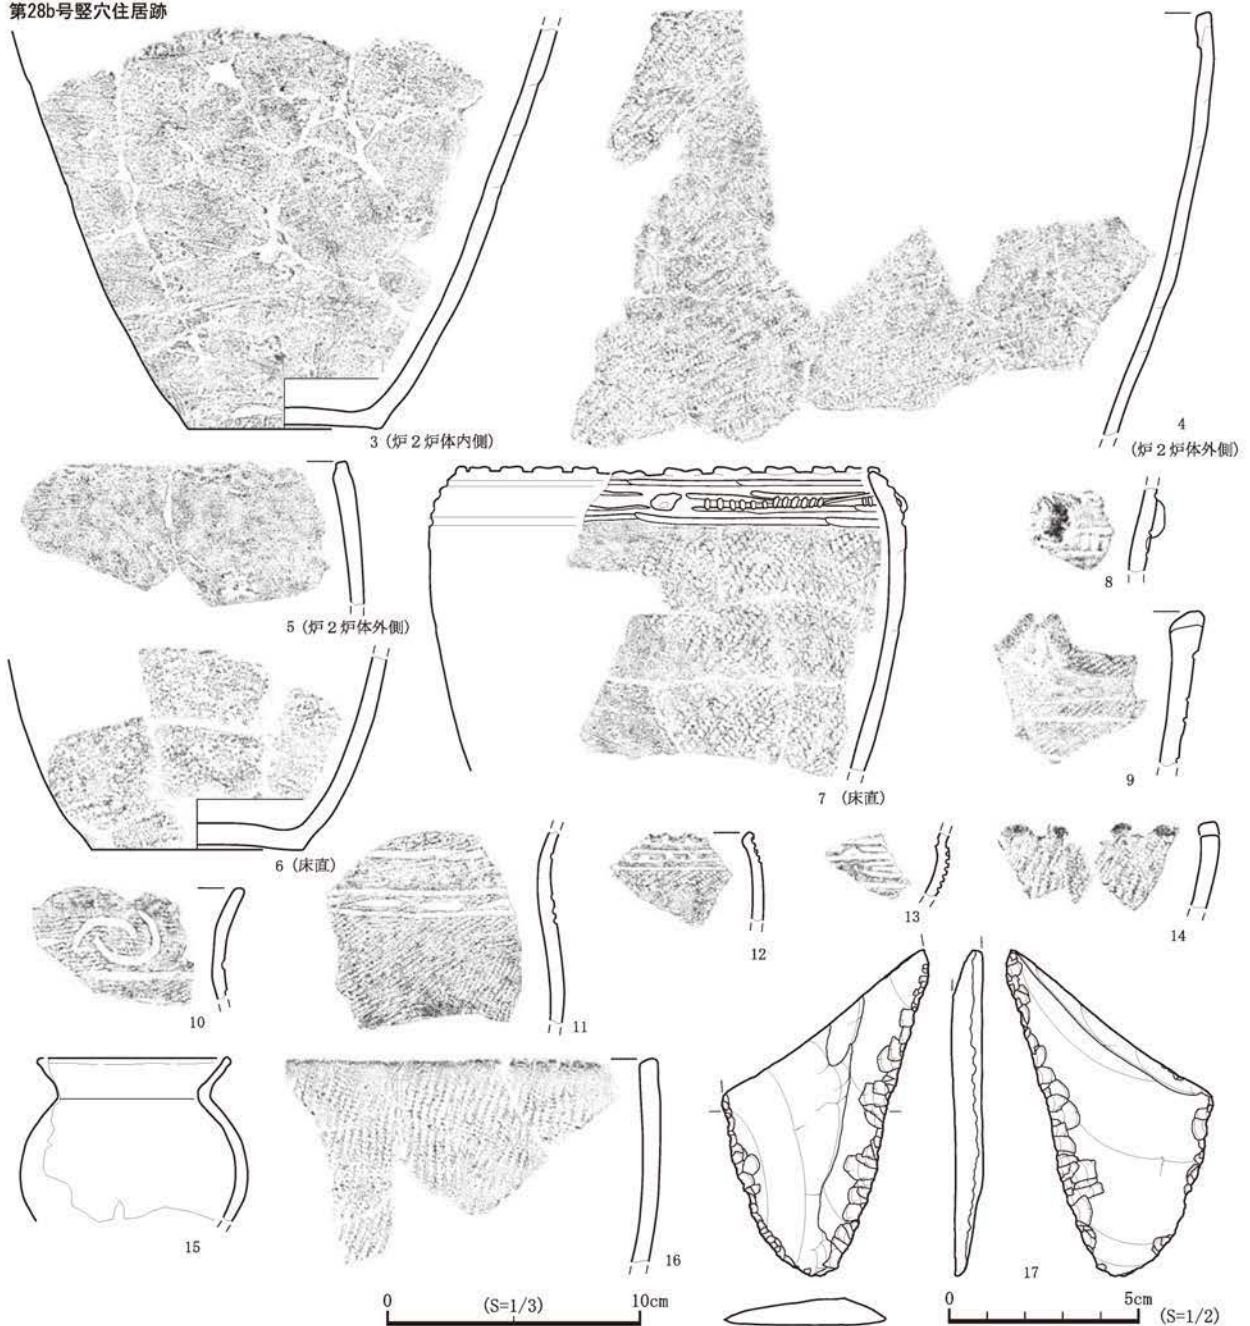 第28b号竪穴住居跡
3 (炉2炉体内側)
4
(炉2炉体外側)
5 (炉2炉体外側)
6 (床直)
7 (床直)
8
9
10
11
12
13
14
15
16
17
0 (S=1/3) 10cm
0 5cm (S=1/2)